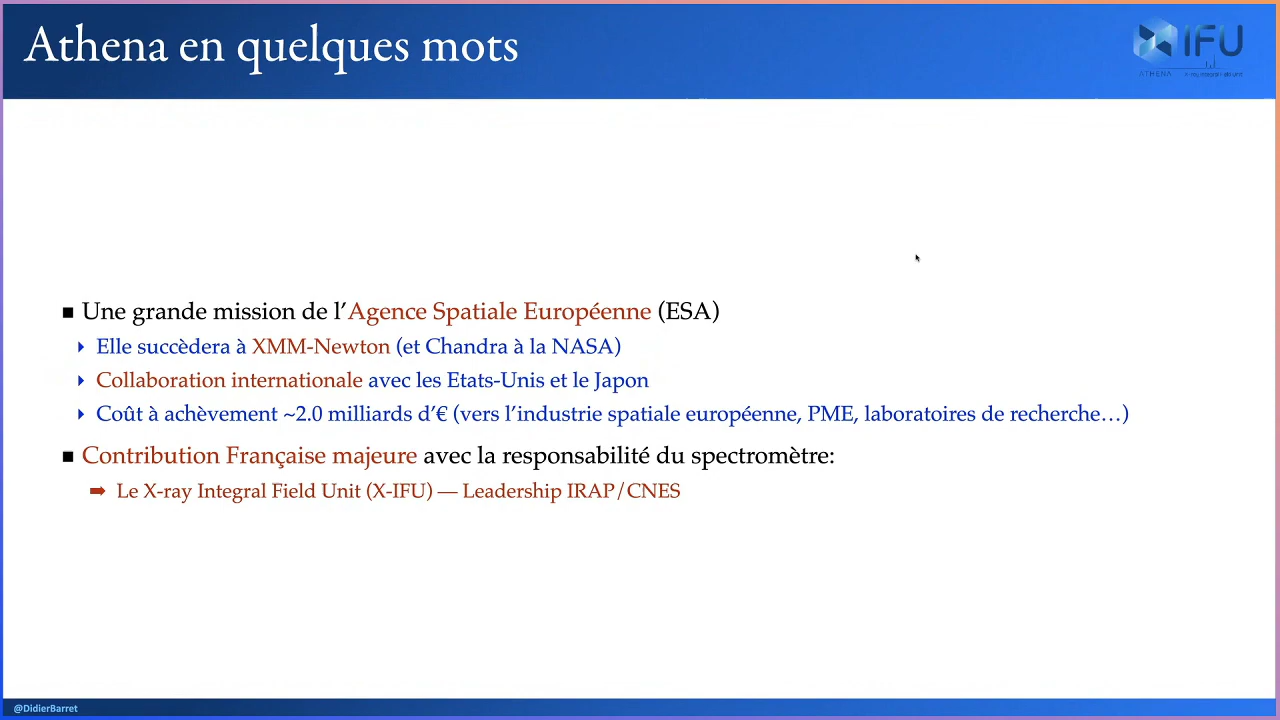 Athena en quelques mots
IFU
ATHENA
■ Une grande mission de l’Agence Spatiale Européenne (ESA)
‣ Elle succèdera à XMM-Newton (et Chandra à la NASA)
‣ Collaboration internationale avec les Etats-Unis et le Japon
‣ Coût à achèvement ~2.0 milliards d’€ (vers l’industrie spatiale européenne, PME, laboratoires de recherche…)
■ Contribution Française majeure avec la responsabilité du spectromètre:
➡ Le X-ray Integral Field Unit (X-IFU) — Leadership IRAP/CNES
@DidierBarret